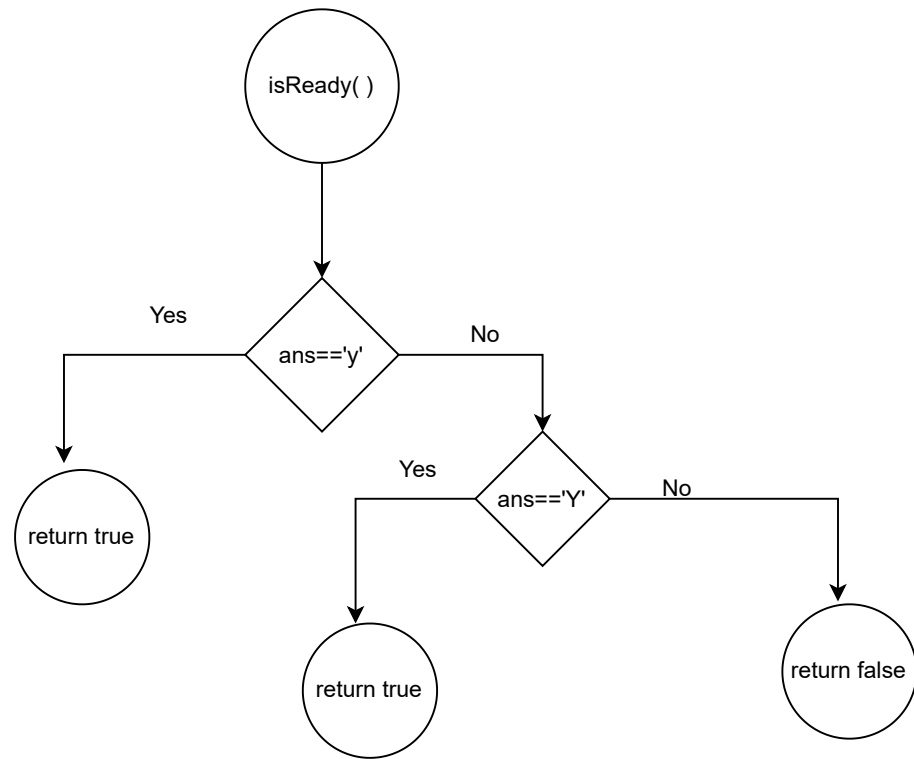 isReady( )
Yes
No
ans=='y'
Yes
No
ans=='Y'
return true
return true
return false